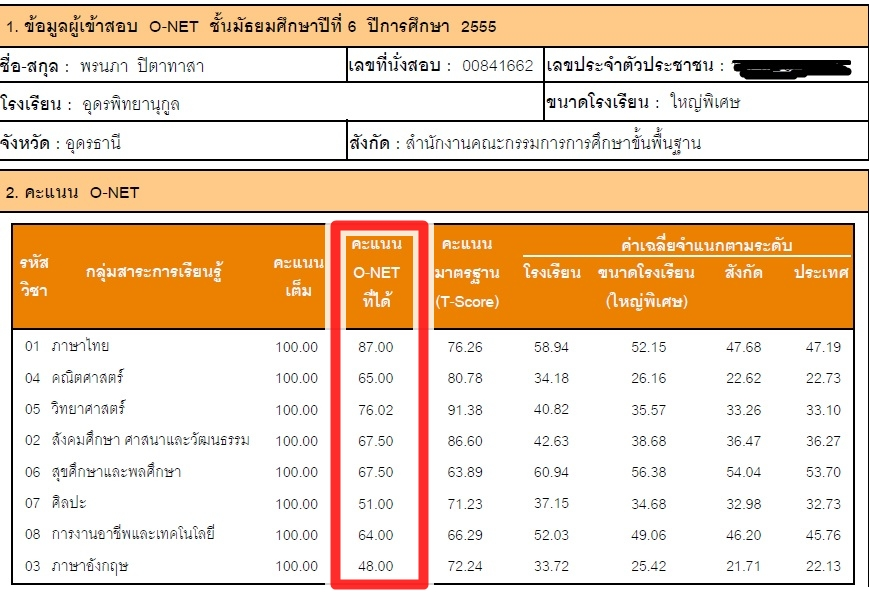 1. ข้อมูลผู้เข้าสอบ O-NET ชั้นมัธยมศึกษาปีที่ 6 ปีการศึกษา 2555
ชื่อ-สกุล : พรนภา ปิตาทาสา เลขที่นั่งสอบ : 00841662 เลขประจำตัวประชาชน :
โรงเรียน : อุดรพิทยานุกูล ขนาดโรงเรียน : ใหญ่พิเศษ
จังหวัด : อุดรธานี สังกัด : สำนักงานคณะกรรมการการศึกษาขั้นพื้นฐาน
2. คะแนน O-NET
รหัส วิชา กลุ่มสาระการเรียนรู้ คะแนน เต็ม คะแนน O-NET ที่ได้ คะแนน มาตรฐาน (T-Score) ค่าเฉลี่ยจำแนกตามระดับ
โรงเรียน ขนาดโรงเรียน (ใหญ่พิเศษ) สังกัด ประเทศ
01 ภาษาไทย 100.00 87.00 76.26 58.94 52.15 47.68 47.19
04 คณิตศาสตร์ 100.00 65.00 80.78 34.18 26.16 22.62 22.73
05 วิทยาศาสตร์ 100.00 76.02 91.38 40.82 35.57 33.26 33.10
02 สังคมศึกษา ศาสนาและวัฒนธรรม 100.00 67.50 86.60 42.63 38.68 36.47 36.27
06 สุขศึกษาและพลศึกษา 100.00 67.50 63.89 60.94 56.38 54.04 53.70
07 ศิลปะ 100.00 51.00 71.23 37.15 34.68 32.98 32.73
08 การงานอาชีพและเทคโนโลยี 100.00 64.00 66.29 52.03 49.06 46.20 45.76
03 ภาษาอังกฤษ 100.00 48.00 72.24 33.72 25.42 21.71 22.13